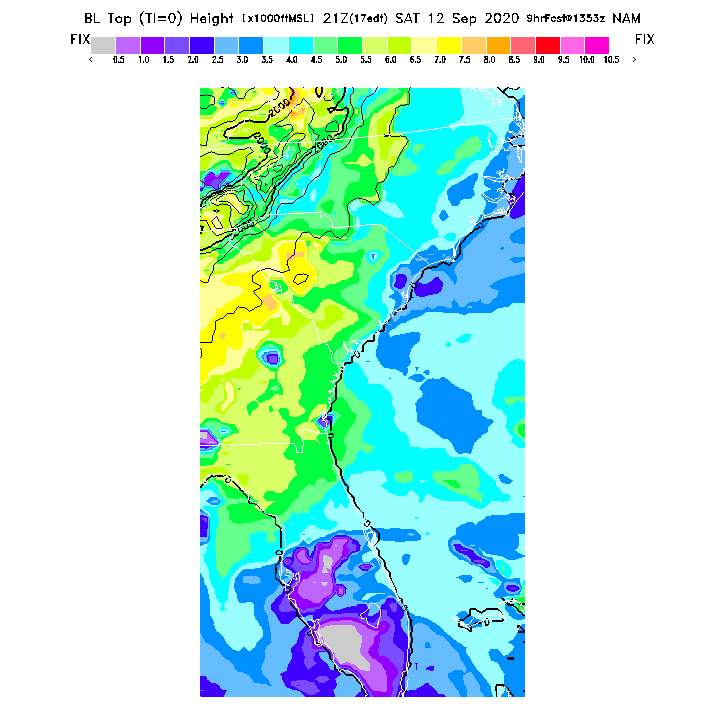 BL Top (TI=0) Height [x1000ftMSL] 21Z(17edt) SAT 12 Sep 2020 9hrFcst@1353z NAM
FIX FIX
< 0.5 1.0 1.5 2.0 2.5 3.0 3.5 4.0 4.5 5.0 5.5 6.0 6.5 7.0 7.5 8.0 8.5 9.0 9.5 10.0 10.5 >
2000